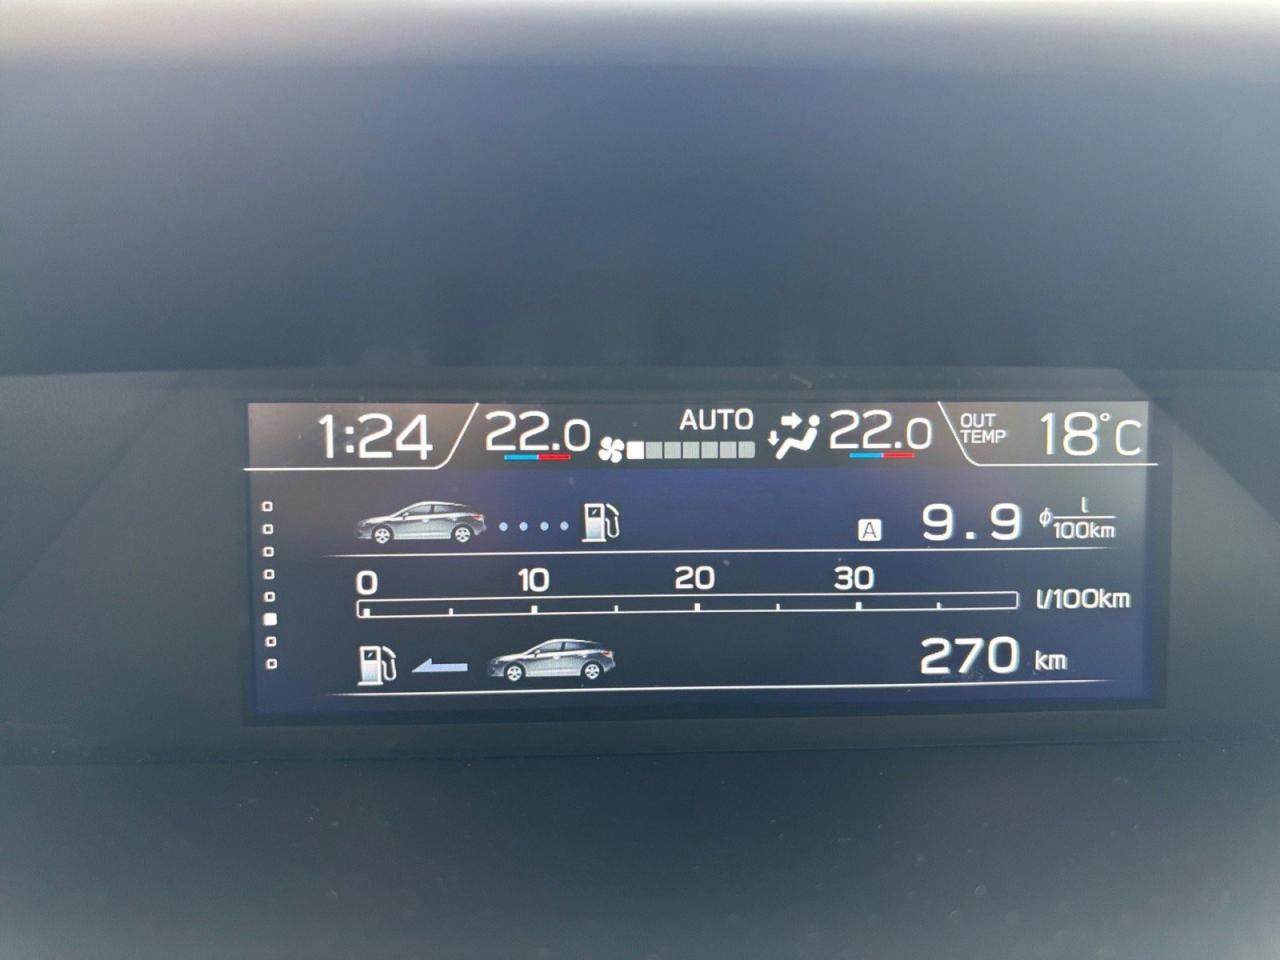 1:24 22.0 AUTO 22.0 OUT TEMP 18°C
A 9.9 ϕ l/100km
0 10 20 30
l/100km
270 km